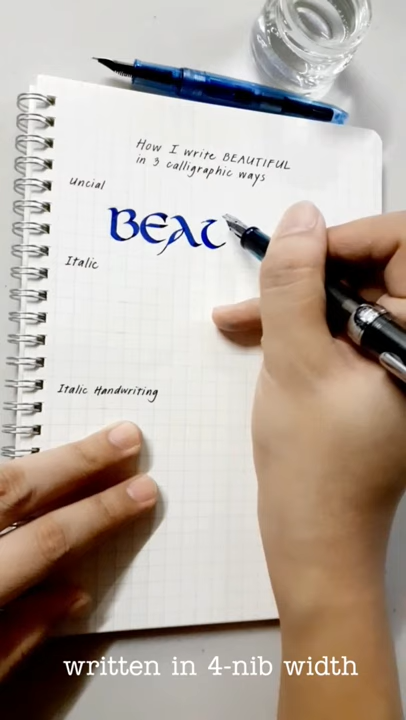 How I write BEAUTIFUL
in 3 calligraphic ways
Uncial
BEAU
Italic
Italic Handwriting
written in 4-nib width